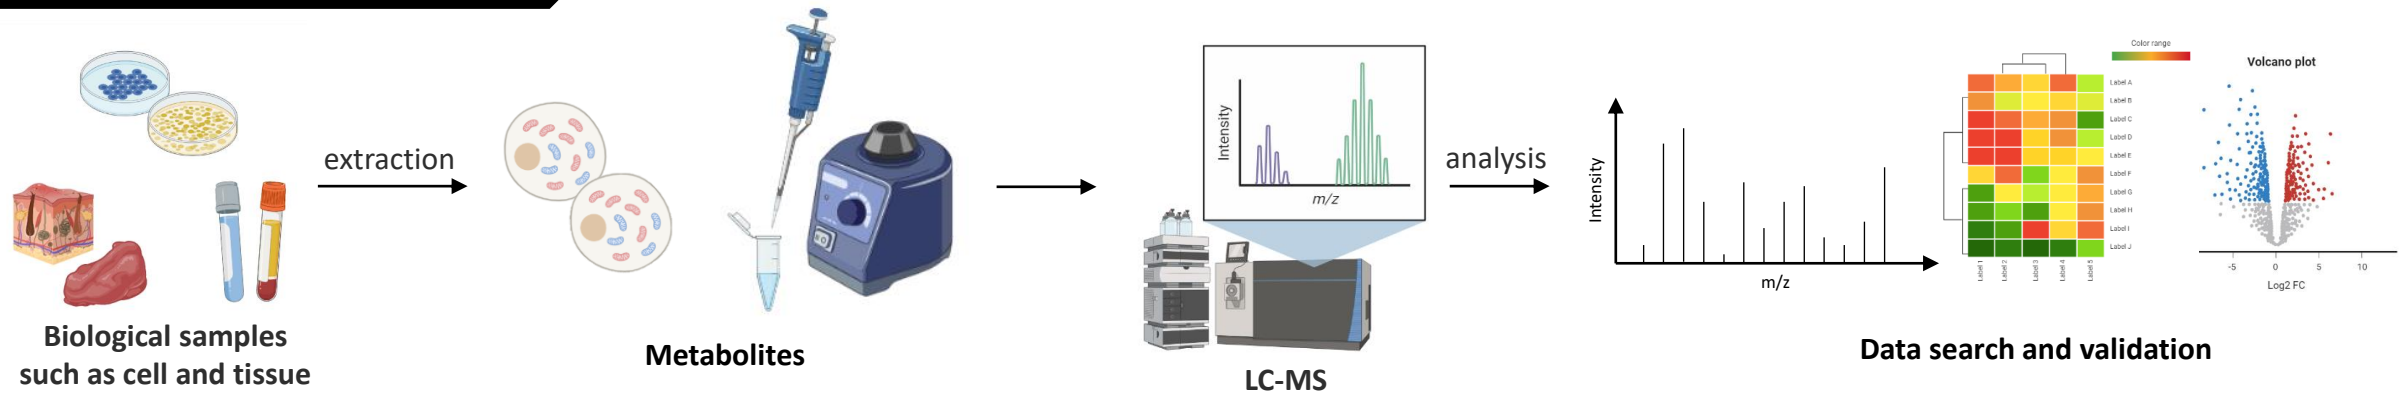 Biological samples
such as cell and tissue
extraction
Metabolites
Intensity
m/z
LC-MS
analysis
Intensity
m/z
Color range
Label A
Label B
Label C
Label D
Label E
Label F
Label G
Label H
Label I
Label J
Label 1
Label 2
Label 3
Label 4
Label 5
Volcano plot
-5
0
5
10
Log2 FC
Data search and validation